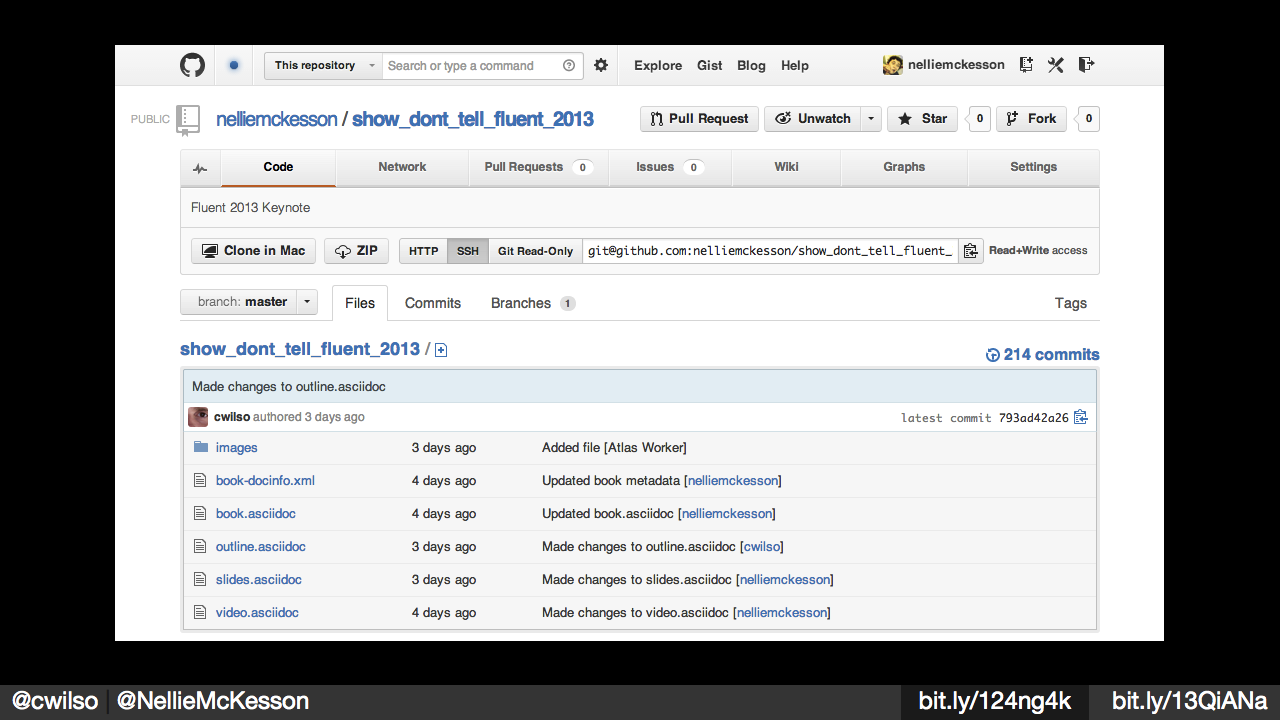 This repository Search or type a command Explore Gist Blog Help nelliemckesson
PUBLIC nelliemckesson / show_dont_tell_fluent_2013 Pull Request Unwatch Star 0 Fork 0
Code Network Pull Requests 0 Issues 0 Wiki Graphs Settings
Fluent 2013 Keynote
Clone in Mac ZIP HTTP SSH Git Read-Only git@github.com:nelliemckesson/show_dont_tell_fluent_ Read+Write access
branch: master Files Commits Branches 1 Tags
show_dont_tell_fluent_2013 / 214 commits
Made changes to outline.asciidoc
cwilso authored 3 days ago latest commit 793ad42a26
images 3 days ago Added file [Atlas Worker]
book-docinfo.xml 4 days ago Updated book metadata [nelliemckesson]
book.asciidoc 4 days ago Updated book.asciidoc [nelliemckesson]
outline.asciidoc 3 days ago Made changes to outline.asciidoc [cwilso]
slides.asciidoc 3 days ago Made changes to slides.asciidoc [nelliemckesson]
video.asciidoc 4 days ago Made changes to video.asciidoc [nelliemckesson]
@cwilso @NellieMcKesson bit.ly/124ng4k bit.ly/13QiANa